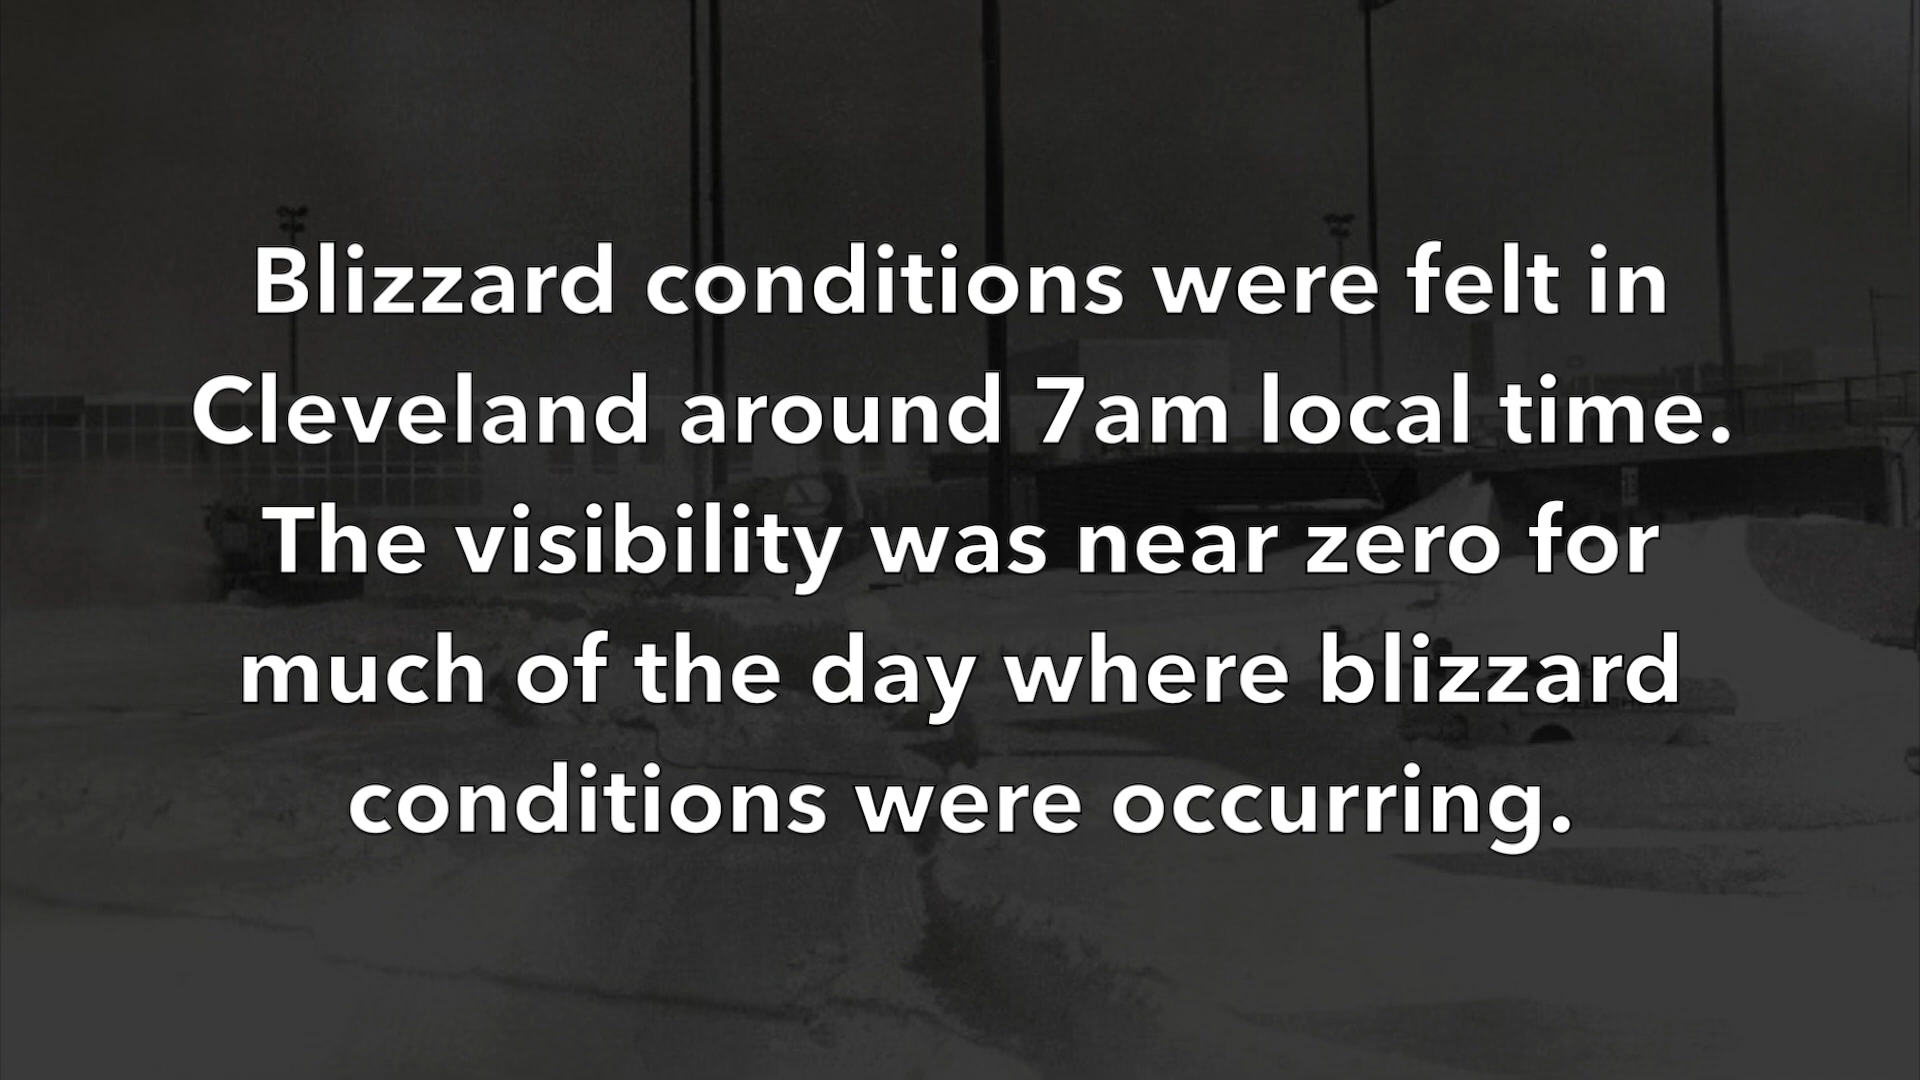 Blizzard conditions were felt in
Cleveland around 7am local time.
The visibility was near zero for
much of the day where blizzard
conditions were occurring.